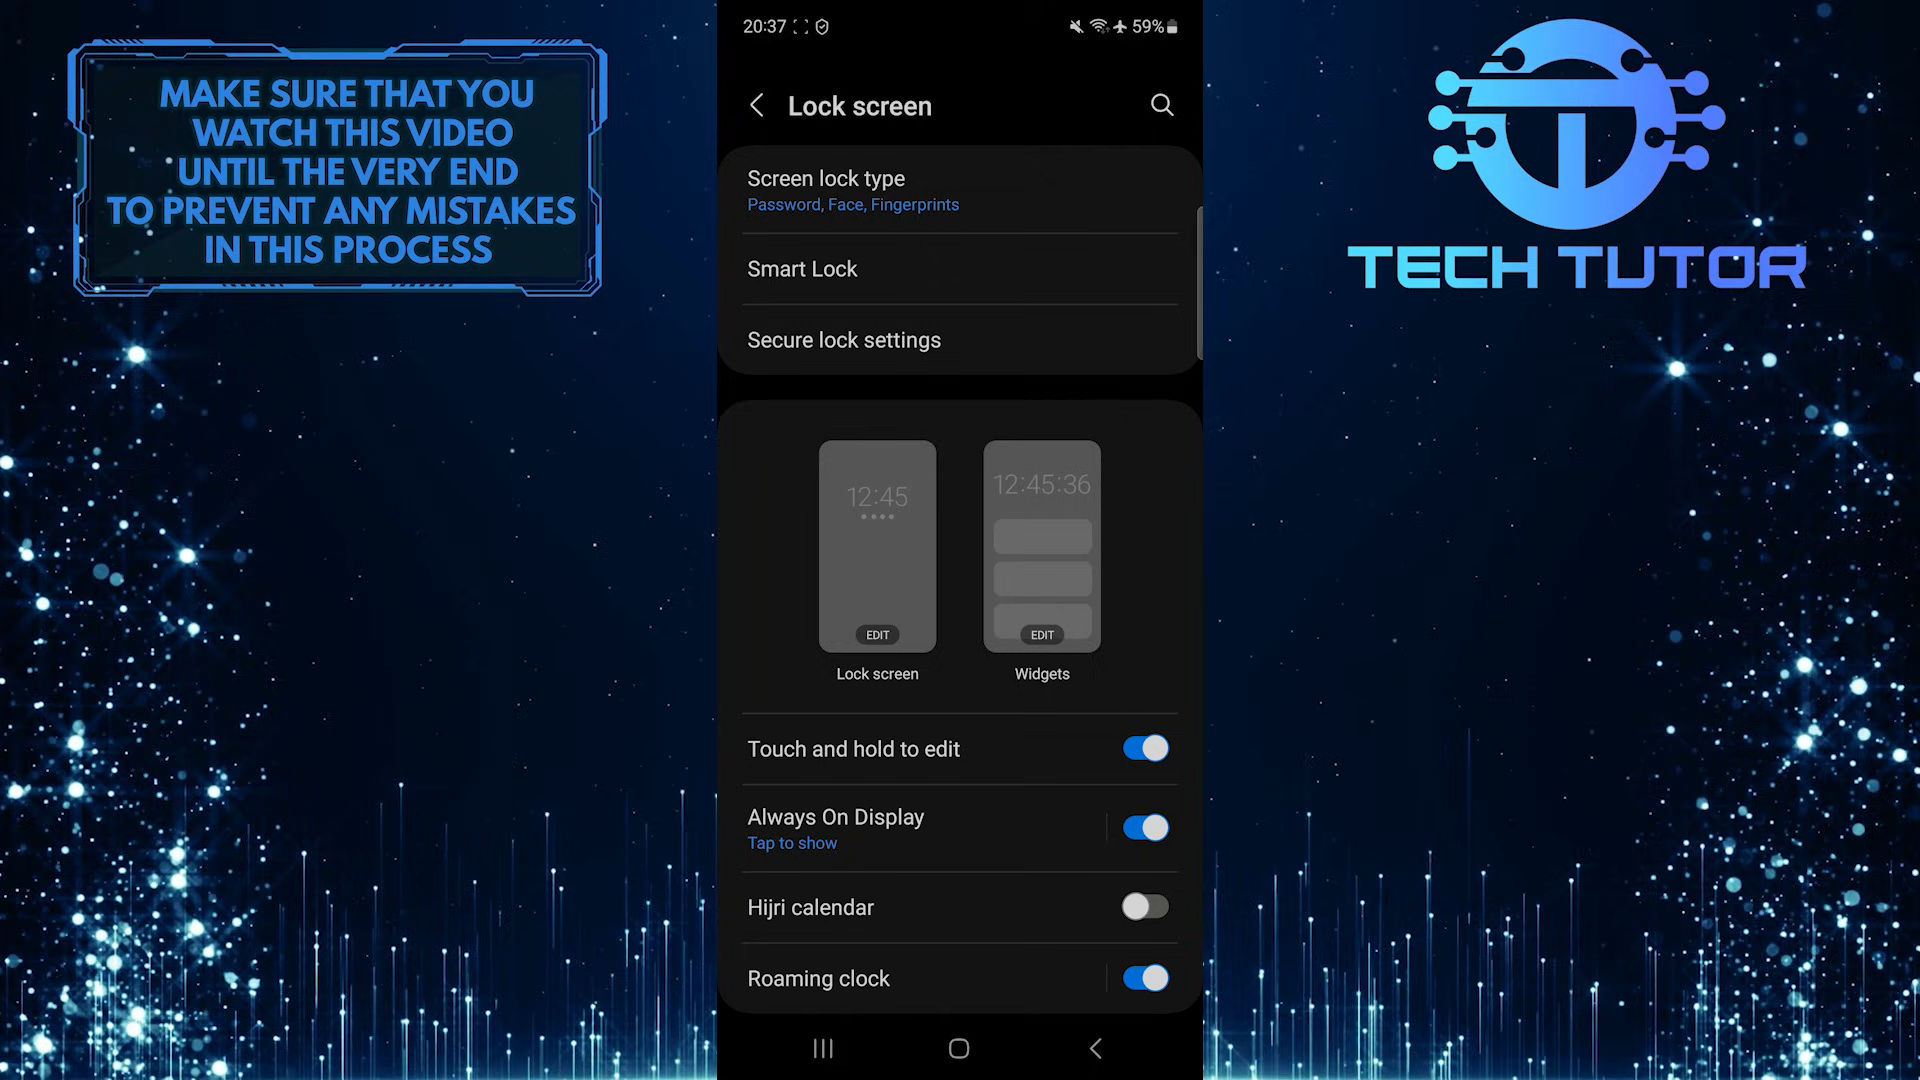 MAKE SURE THAT YOU
WATCH THIS VIDEO
UNTIL THE VERY END
TO PREVENT ANY MISTAKES
IN THIS PROCESS
20:37
59%
Lock screen
Screen lock type
Password, Face, Fingerprints
Smart Lock
Secure lock settings
12:45
EDIT
Lock screen
12:45:36
EDIT
Widgets
Touch and hold to edit
Always On Display
Tap to show
Hijri calendar
Roaming clock
TECH TUTOR